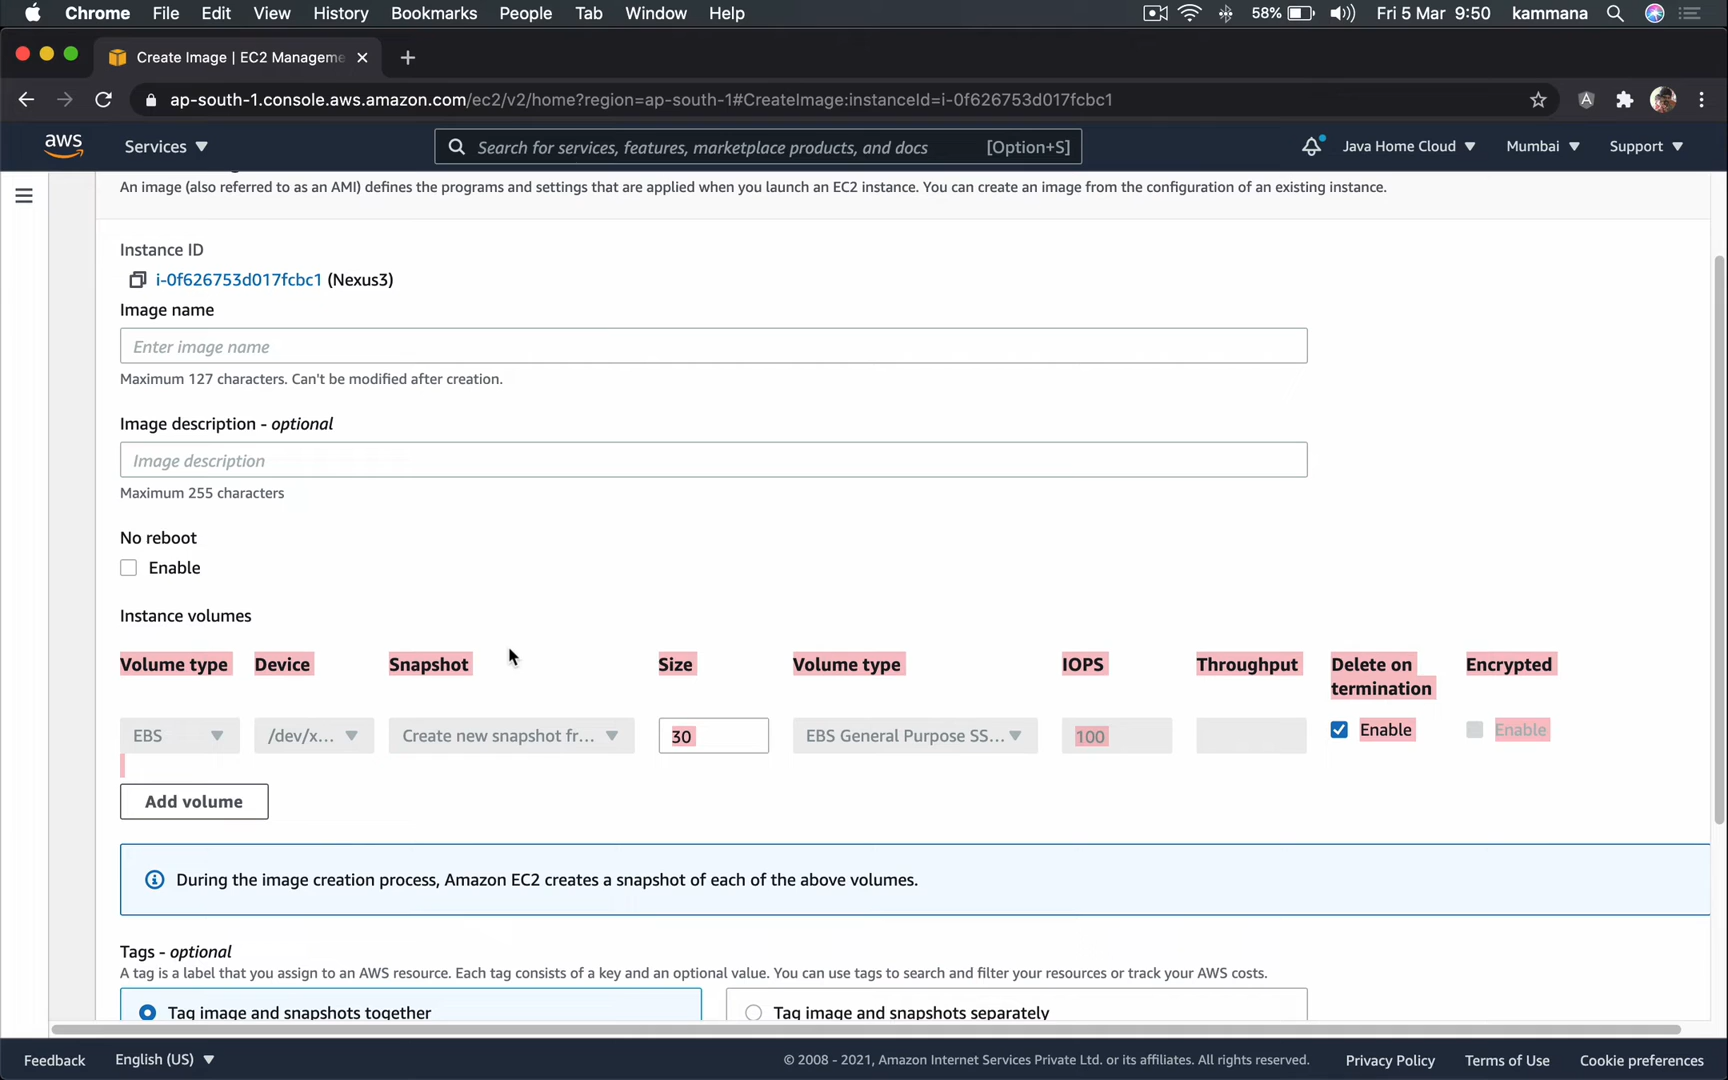 Chrome File Edit View History Bookmarks People Tab Window Help 58% Fri 5 Mar 9:50 kammana
Create Image | EC2 Manageme
ap-south-1.console.aws.amazon.com/ec2/v2/home?region=ap-south-1#CreateImage:instanceId=i-0f626753d017fcbc1
aws Services Search for services, features, marketplace products, and docs [Option+S] Java Home Cloud Mumbai Support
An image (also referred to as an AMI) defines the programs and settings that are applied when you launch an EC2 instance. You can create an image from the configuration of an existing instance.
Instance ID
i-0f626753d017fcbc1 (Nexus3)
Image name
Enter image name
Maximum 127 characters. Can't be modified after creation.
Image description - optional
Image description
Maximum 255 characters
No reboot
Enable
Instance volumes
Volume type Device Snapshot Size Volume type IOPS Throughput Delete on termination Encrypted
EBS /dev/x... Create new snapshot fr... 30 EBS General Purpose SS... 100 Enable Enable
Add volume
During the image creation process, Amazon EC2 creates a snapshot of each of the above volumes.
Tags - optional
A tag is a label that you assign to an AWS resource. Each tag consists of a key and an optional value. You can use tags to search and filter your resources or track your AWS costs.
Tag image and snapshots together Tag image and snapshots separately
Feedback English (US) © 2008 - 2021, Amazon Internet Services Private Ltd. or its affiliates. All rights reserved. Privacy Policy Terms of Use Cookie preferences